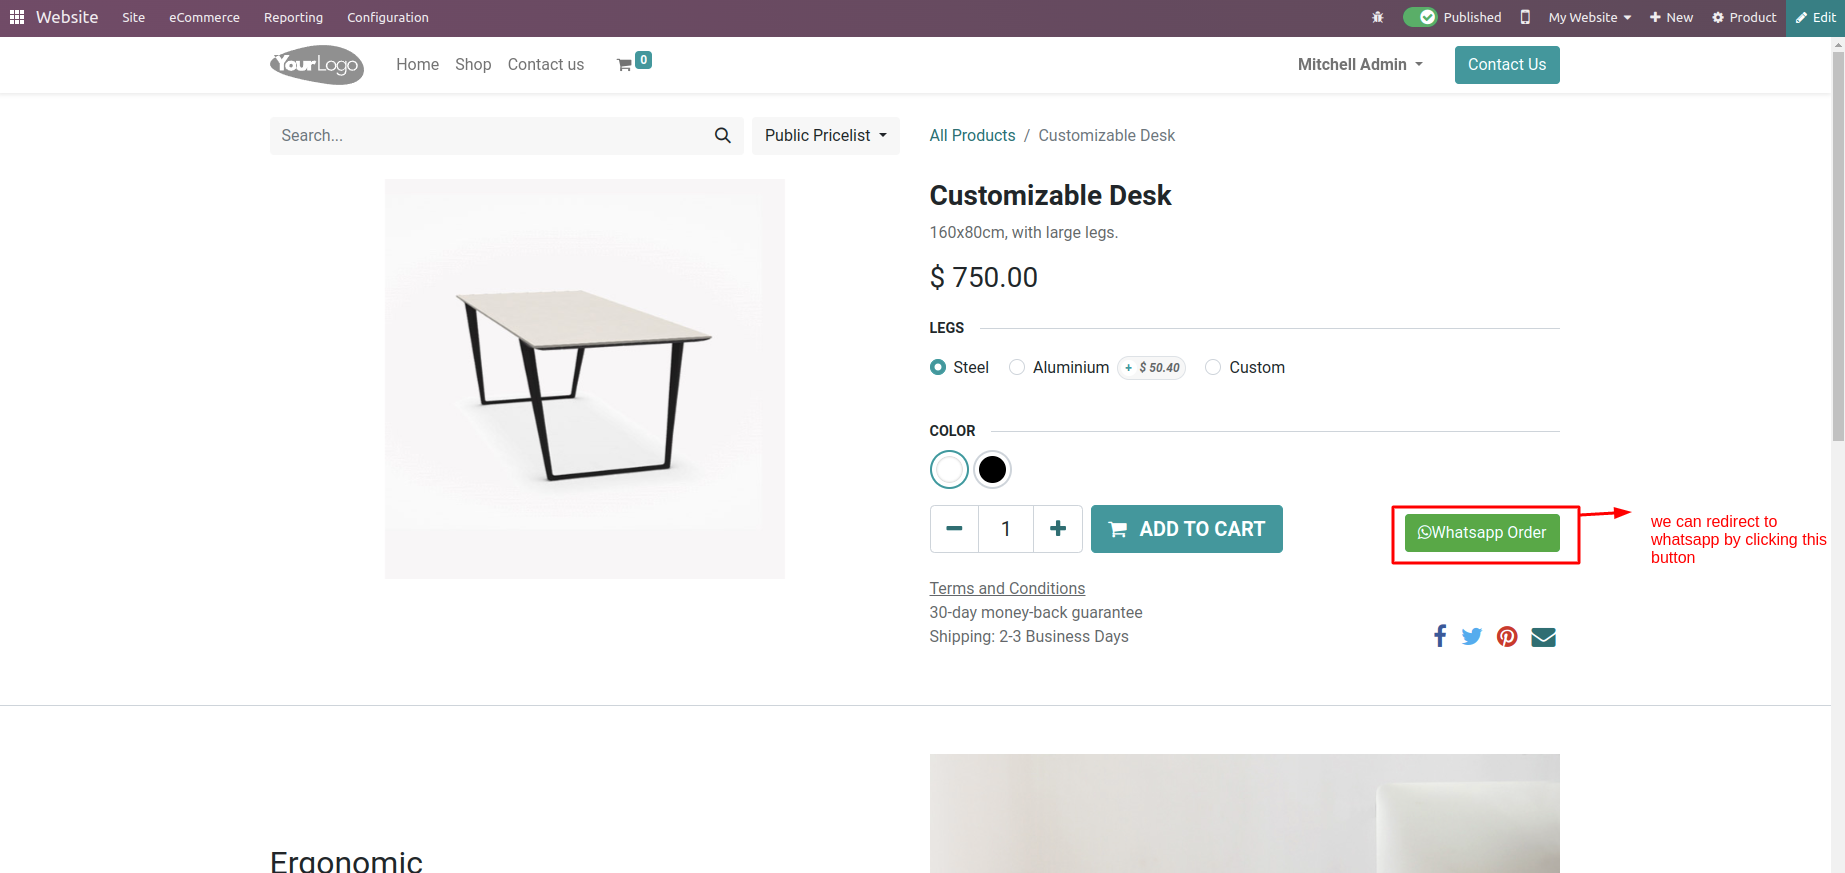 Website Site eCommerce Reporting Configuration Published My Website New Product Edit
YourLogo Home Shop Contact us 0 Mitchell Admin Contact Us
Search... Public Pricelist All Products / Customizable Desk
Customizable Desk
160x80cm, with large legs.
$ 750.00
LEGS
Steel Aluminium + $ 50.40 Custom
COLOR
1 ADD TO CART Whatsapp Order
we can redirect to
whatsapp by clicking this
button
Terms and Conditions
30-day money-back guarantee
Shipping: 2-3 Business Days
Ergonomic